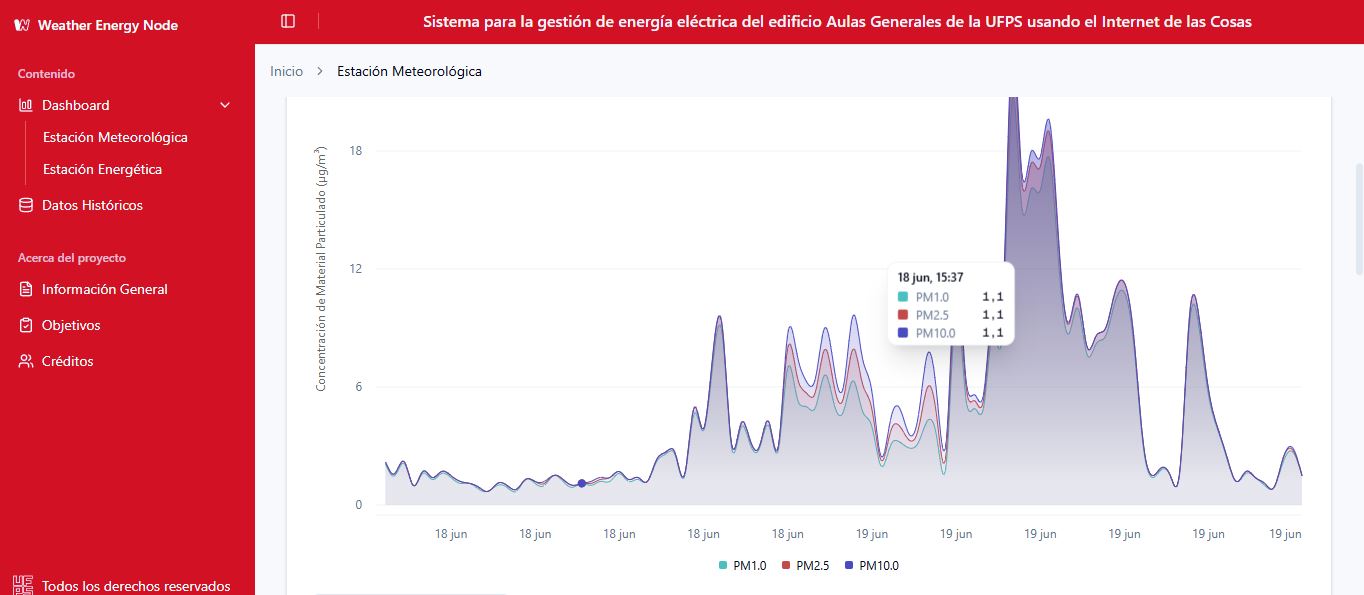 Weather Energy Node
Sistema para la gestión de energía eléctrica del edificio Aulas Generales de la UFPS usando el Internet de las Cosas
Contenido
Dashboard
Estación Meteorológica
Estación Energética
Datos Históricos
Acerca del proyecto
Información General
Objetivos
Créditos
Todos los derechos reservados
Inicio > Estación Meteorológica
Concentración de Material Particulado (µg/m³)
18
12
6
0
18 jun, 15:37
PM1.0 1,1
PM2.5 1,1
PM10.0 1,1
18 jun 18 jun 18 jun 18 jun 18 jun 19 jun 19 jun 19 jun 19 jun 19 jun 19 jun
PM1.0 PM2.5 PM10.0